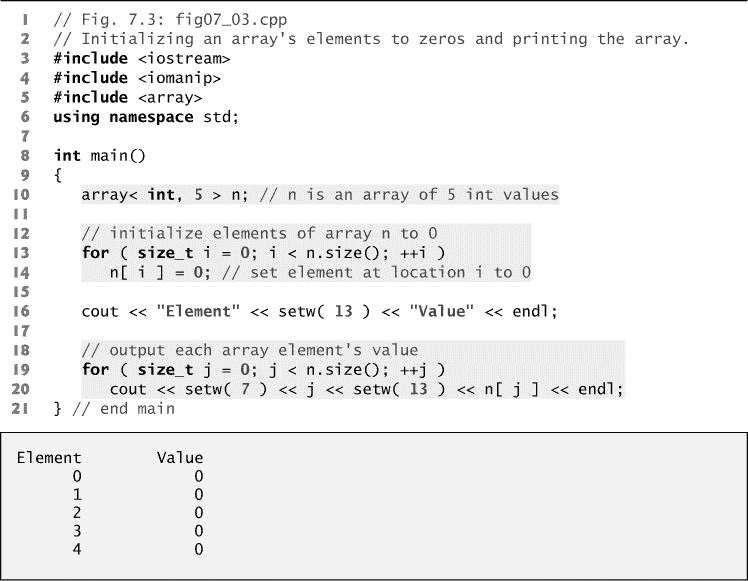 1 // Fig. 7.3: fig07_03.cpp
2 // Initializing an array's elements to zeros and printing the array.
3 #include <iostream>
4 #include <iomanip>
5 #include <array>
6 using namespace std;
7
8 int main()
9 {
10 array< int, 5 > n; // n is an array of 5 int values
11
12 // initialize elements of array n to 0
13 for ( size_t i = 0; i < n.size(); ++i )
14 n[ i ] = 0; // set element at location i to 0
15
16 cout << "Element" << setw( 13 ) << "Value" << endl;
17
18 // output each array element's value
19 for ( size_t j = 0; j < n.size(); ++j )
20 cout << setw( 7 ) << j << setw( 13 ) << n[ j ] << endl;
21 } // end main
Element Value
0 0
1 0
2 0
3 0
4 0